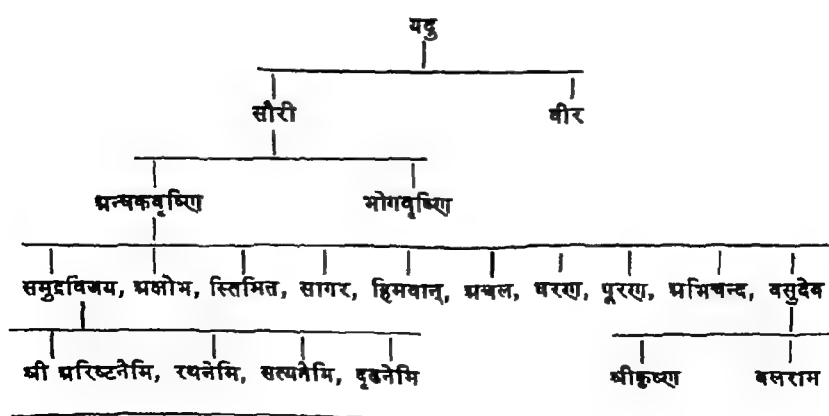 यदु
सौरी वीर
अन्धकवृष्णि भोगवृष्णि
समुद्रविजय, अक्षोभ, स्तिमित, सागर, हिमवान्, अचल, धरण, पूरण, अभिचन्द, वसुदेव
श्री अरिष्टनेमि, रथनेमि, सत्यनेमि, दृढनेमि श्रीकृष्ण बलराम